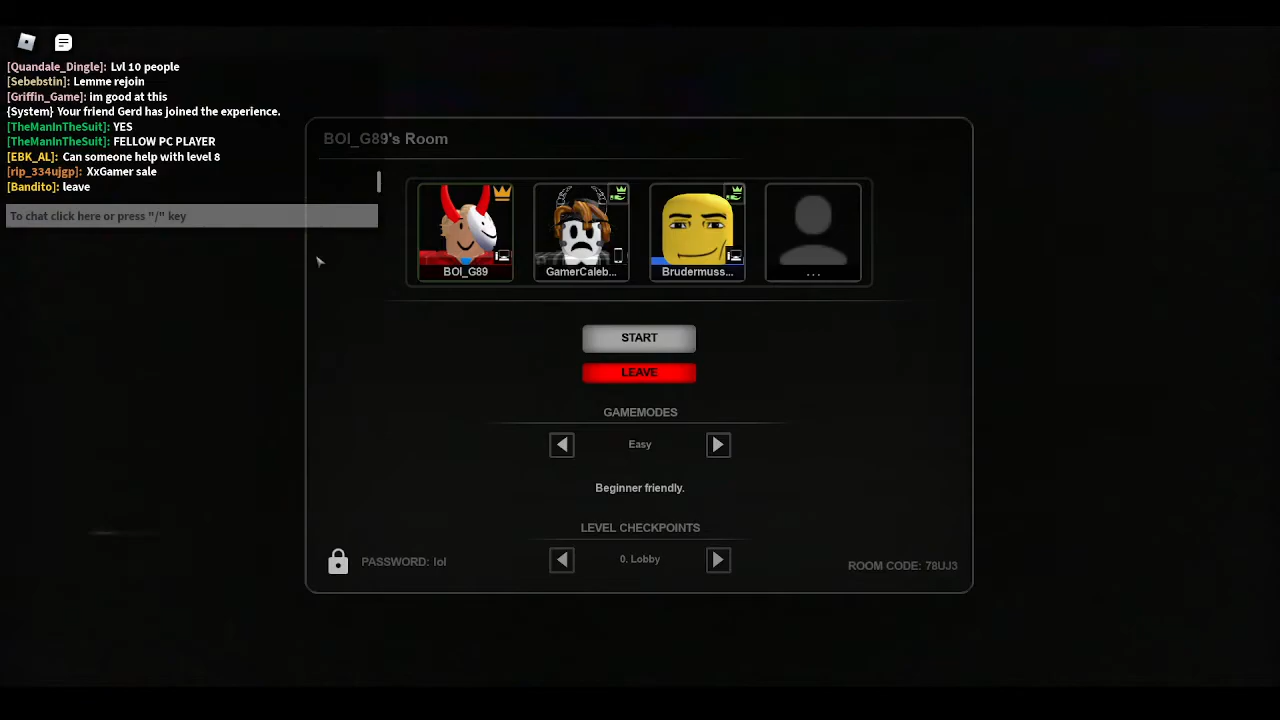 [Quandale_Dingle]: Lvl 10 people
[Sebebstin]: Lemme rejoin
[Griffin_Game]: im good at this
{System} Your friend Gerd has joined the experience.
[TheManInTheSuit]: YES
[TheManInTheSuit]: FELLOW PC PLAYER
[EBK_AL]: Can someone help with level 8
[rip_334ujgp]: XxGamer sale
[Bandito]: leave
To chat click here or press "/" key
BOI_G89's Room
BOI_G89
GamerCaleb...
Brudermuss...
...
START
LEAVE
GAMEMODES
Easy
Beginner friendly.
LEVEL CHECKPOINTS
0. Lobby
PASSWORD: lol
ROOM CODE: 78UJ3